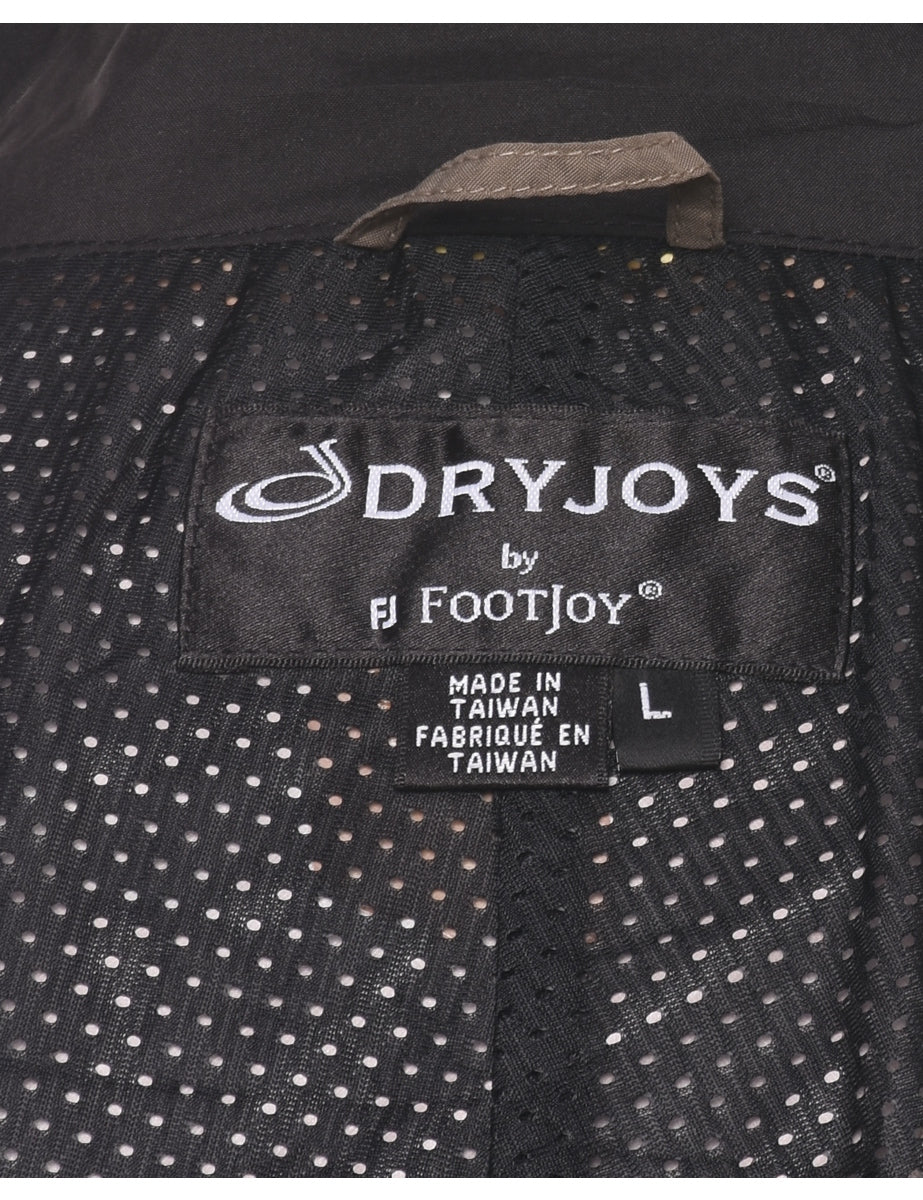 DRYJOYS®
by
FJ FOOTJOY®
MADE IN
TAIWAN
FABRIQUÉ EN
TAIWAN
L